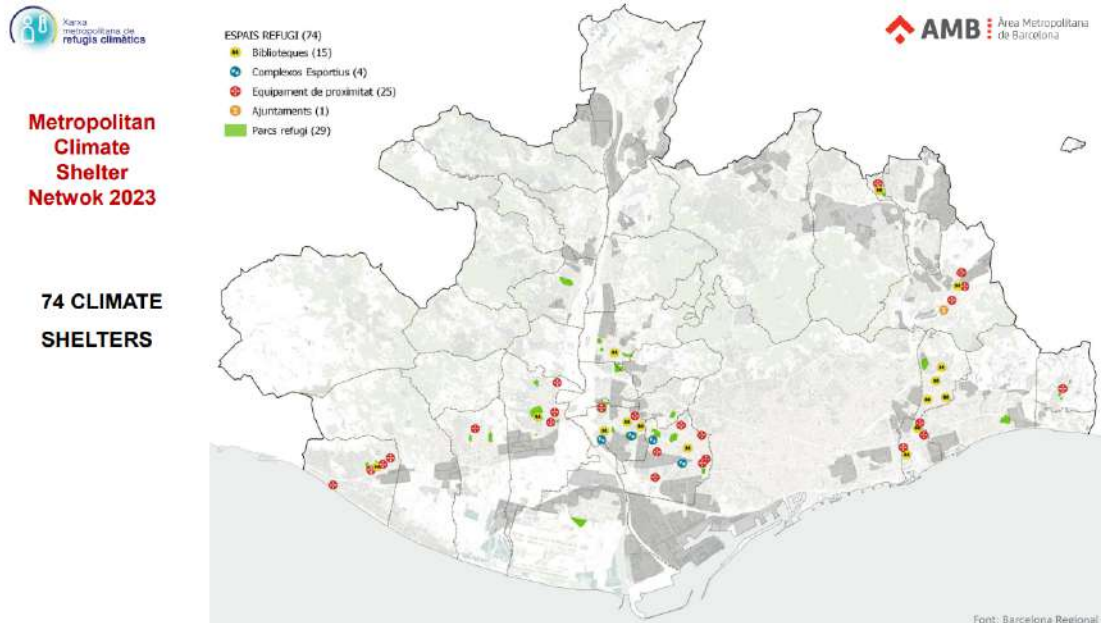 Xarxa
metropolitana de
refugis climàtics
Metropolitan
Climate
Shelter
Netwok 2023
74 CLIMATE
SHELTERS
ESPAIS REFUGI (74)
Biblioteques (15)
Complexos Esportius (4)
Equipament de proximitat (25)
Ajuntaments (1)
Parcs refugi (29)
AMB Àrea Metropolitana
de Barcelona
Font: Barcelona Regional